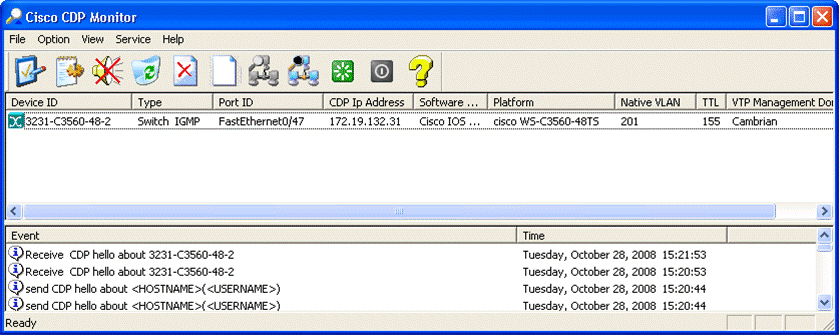 Cisco CDP Monitor
File Option View Service Help
Device ID Type Port ID CDP Ip Address Software ... Platform Native VLAN TTL VTP Management Don
3231-C3560-48-2 Switch IGMP FastEthernet0/47 172.19.132.31 Cisco IOS ... cisco WS-C3560-48TS 201 155 Cambrian
Event Time
Receive CDP hello about 3231-C3560-48-2 Tuesday, October 28, 2008 15:21:53
Receive CDP hello about 3231-C3560-48-2 Tuesday, October 28, 2008 15:20:53
send CDP hello about <HOSTNAME>(<USERNAME>) Tuesday, October 28, 2008 15:20:44
send CDP hello about <HOSTNAME>(<USERNAME>) Tuesday, October 28, 2008 15:20:44
Ready